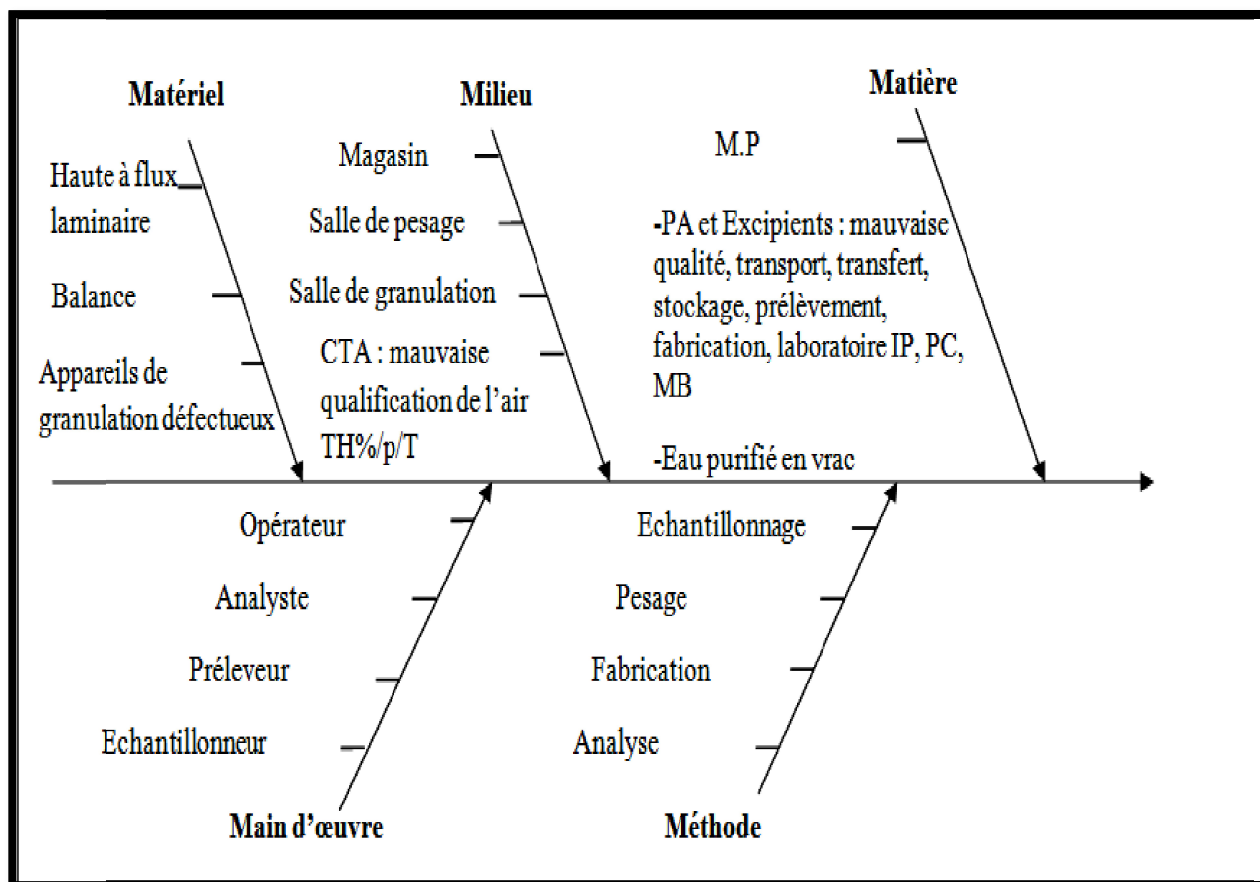 Matériel
Haute à flux
laminaire
Balance
Appareils de
granulation défectueux
Milieu
Magasin
Salle de pesage
Salle de granulation
CTA : mauvaise
qualification de l'air
TH%/p/T
Matière
M.P
-PA et Excipients : mauvaise
qualité, transport, transfert,
stockage, prélèvement,
fabrication, laboratoire IP, PC,
MB
-Eau purifié en vrac
Opérateur
Analyste
Préleveur
Echantillonneur
Main d'œuvre
Echantillonnage
Pesage
Fabrication
Analyse
Méthode